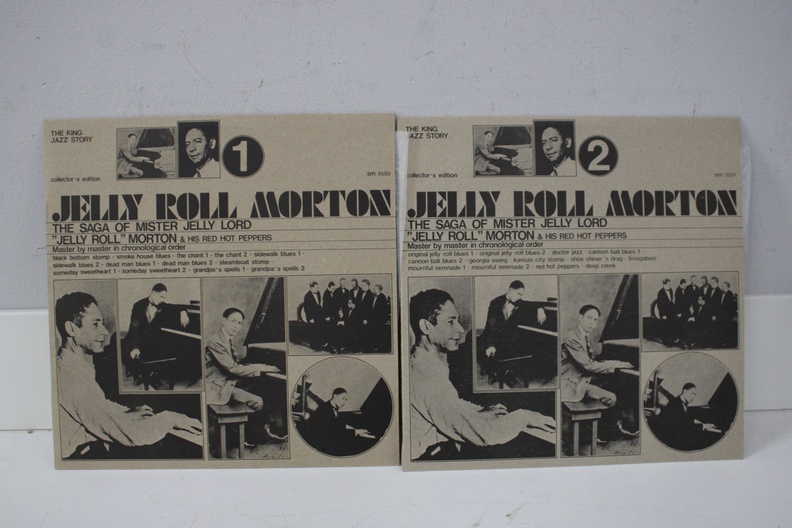 THE KING
JAZZ STORY
1
collector's edition
SM 3550
JELLY ROLL MORTON
THE SAGA OF MISTER JELLY LORD
"JELLY ROLL" MORTON & HIS RED HOT PEPPERS
Master by master in chronological order
black bottom stomp - smoke house blues - the chant 1 - the chant 2 - sidewalk blues 1 -
sidewalk blues 2 - dead man blues 1 - dead man blues 2 - steamboat stomp -
someday sweetheart 1 - someday sweetheart 2 - grandpa's spells 1 - grandpa's spells 2
THE KING
JAZZ STORY
2
collector's edition
SM 3551
JELLY ROLL MORTON
THE SAGA OF MISTER JELLY LORD
"JELLY ROLL" MORTON & HIS RED HOT PEPPERS
Master by master in chronological order
original jelly roll blues 1 - original jelly roll blues 2 - doctor jazz - cannon ball blues 1 -
cannon ball blues 2 - georgia swing - kansas city stomp - shoe shiner's drag - boogaboo
mournful serenade 1 - mournful serenade 2 - red hot peppers - deep creek